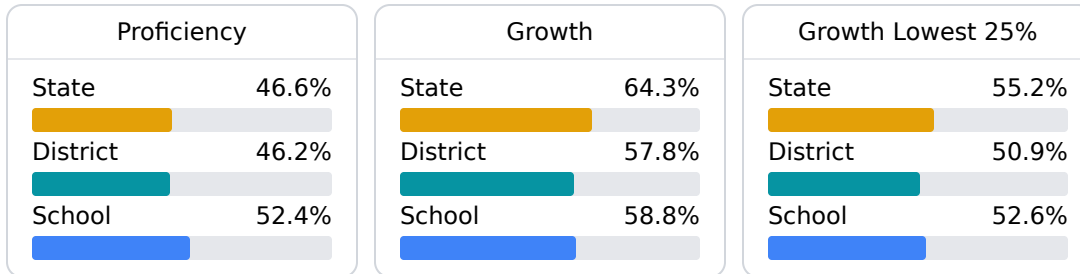 Proficiency
State 46.6%
District 46.2%
School 52.4%
Growth
State 64.3%
District 57.8%
School 58.8%
Growth Lowest 25%
State 55.2%
District 50.9%
School 52.6%